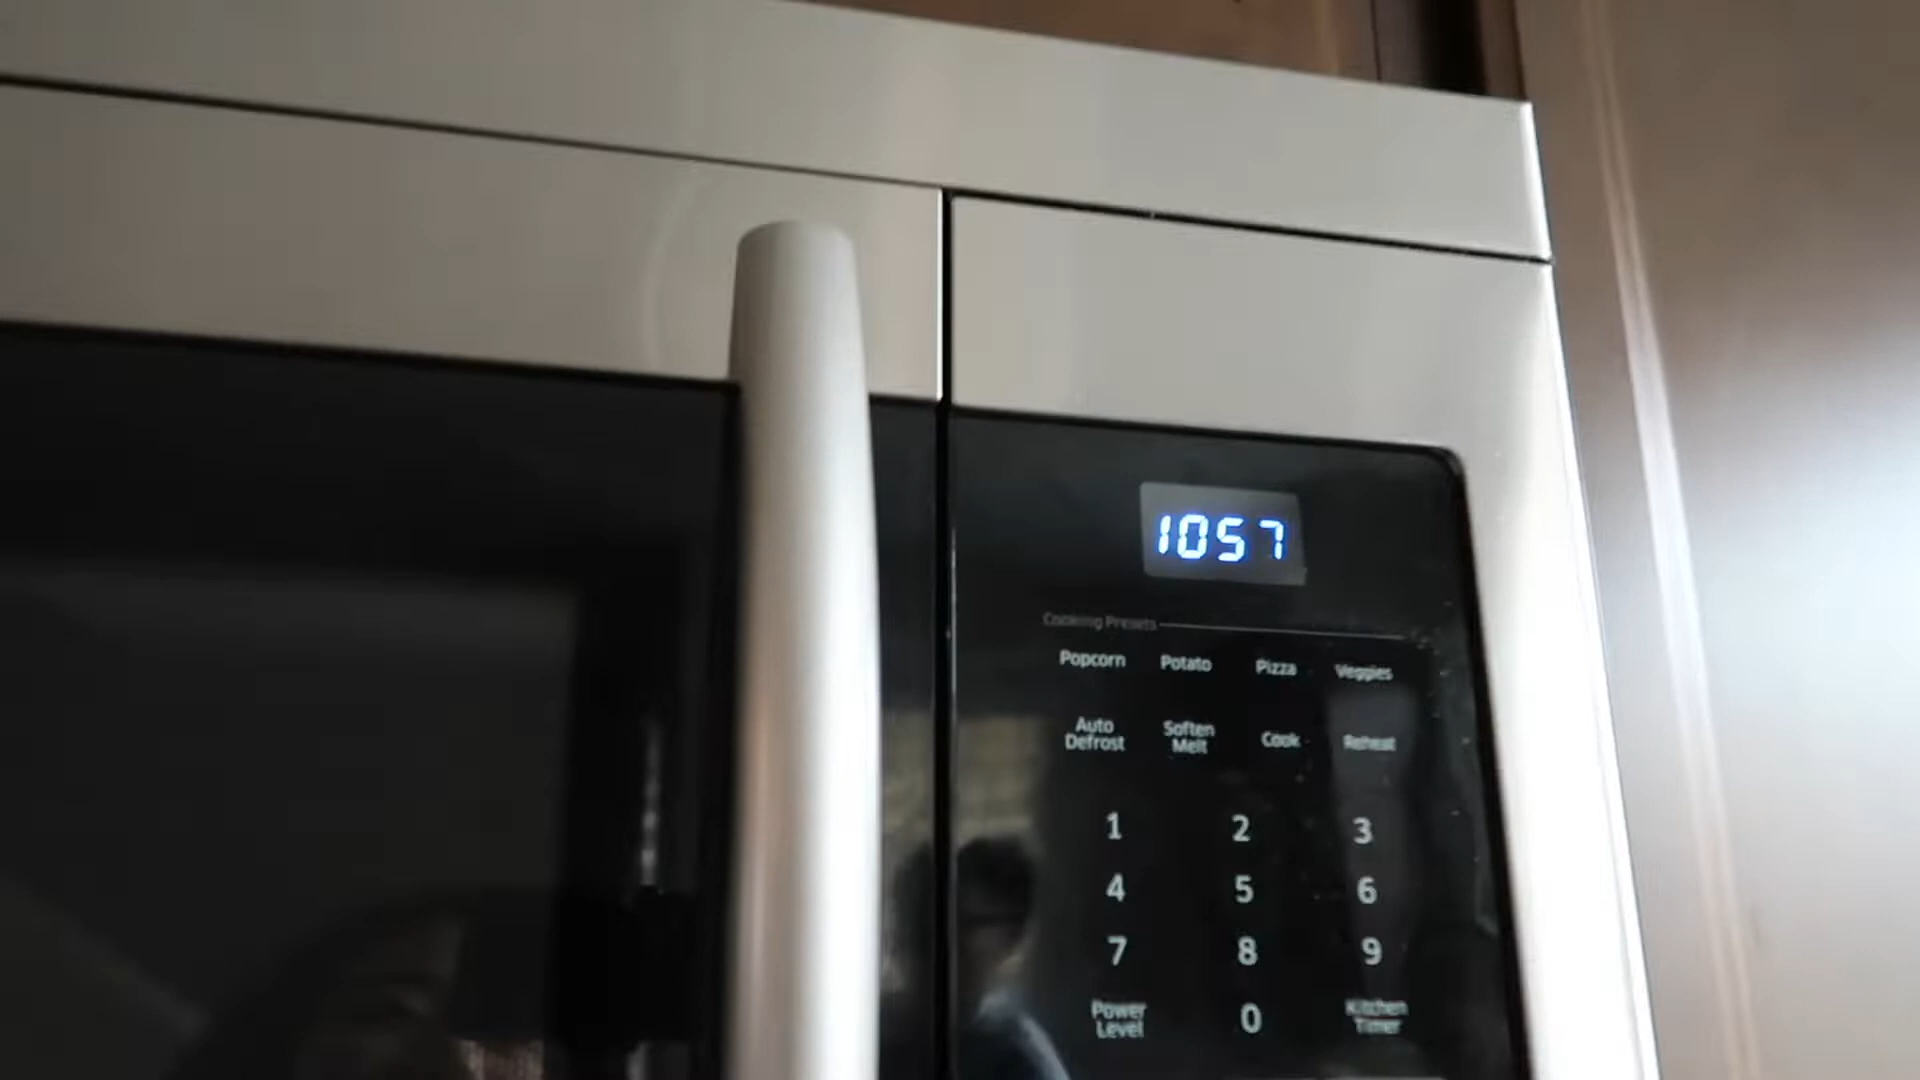 1057
Cooking Presets
Popcorn Potato Pizza Veggies
Auto Defrost Soften Melt Cook Reheat
1 2 3
4 5 6
7 8 9
Power Level 0 Kitchen Timer